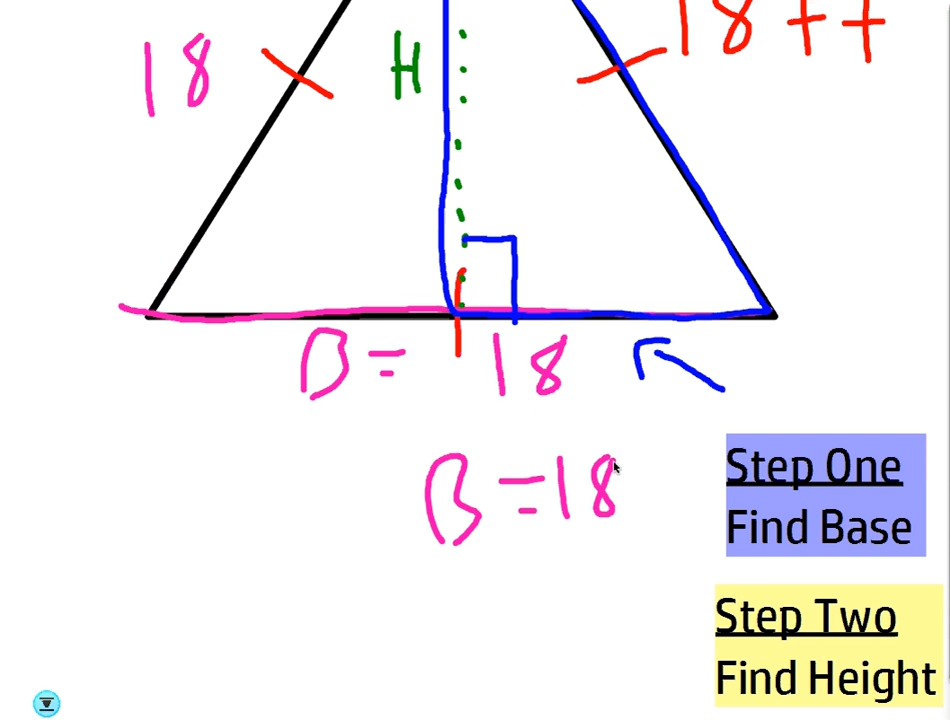 18 H 18 ft
B = 18
B = 18
Step One
Find Base
Step Two
Find Height